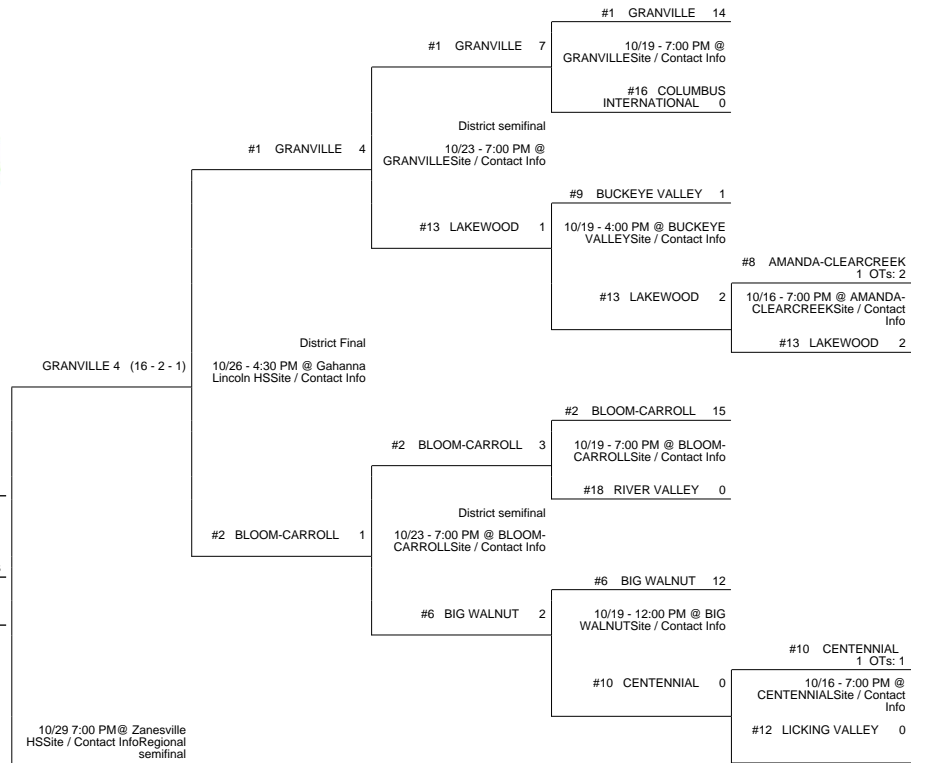 #1 GRANVILLE 14
#1 GRANVILLE 7
10/19 - 7:00 PM @
GRANVILLESite / Contact Info
#16 COLUMBUS
INTERNATIONAL 0
District semifinal
#1 GRANVILLE 4
10/23 - 7:00 PM @
GRANVILLESite / Contact Info
#9 BUCKEYE VALLEY 1
#13 LAKEWOOD 1
10/19 - 4:00 PM @ BUCKEYE
VALLEYSite / Contact Info
#8 AMANDA-CLEARCREEK
1 OTs: 2
#13 LAKEWOOD 2
10/16 - 7:00 PM @ AMANDA-
CLEARCREEKSite / Contact
Info
#13 LAKEWOOD 2
District Final
GRANVILLE 4 (16 - 2 - 1)
10/26 - 4:30 PM @ Gahanna
Lincoln HSSite / Contact Info
#2 BLOOM-CARROLL 15
#2 BLOOM-CARROLL 3
10/19 - 7:00 PM @ BLOOM-
CARROLLSite / Contact Info
#18 RIVER VALLEY 0
District semifinal
#2 BLOOM-CARROLL 1
10/23 - 7:00 PM @ BLOOM-
CARROLLSite / Contact Info
#6 BIG WALNUT 12
#6 BIG WALNUT 2
10/19 - 12:00 PM @ BIG
WALNUTSite / Contact Info
#10 CENTENNIAL
1 OTs: 1
#10 CENTENNIAL 0
10/16 - 7:00 PM @
CENTENNIALSite / Contact
Info
#12 LICKING VALLEY 0
10/29 7:00 PM@ Zanesville
HSSite / Contact InfoRegional
semifinal